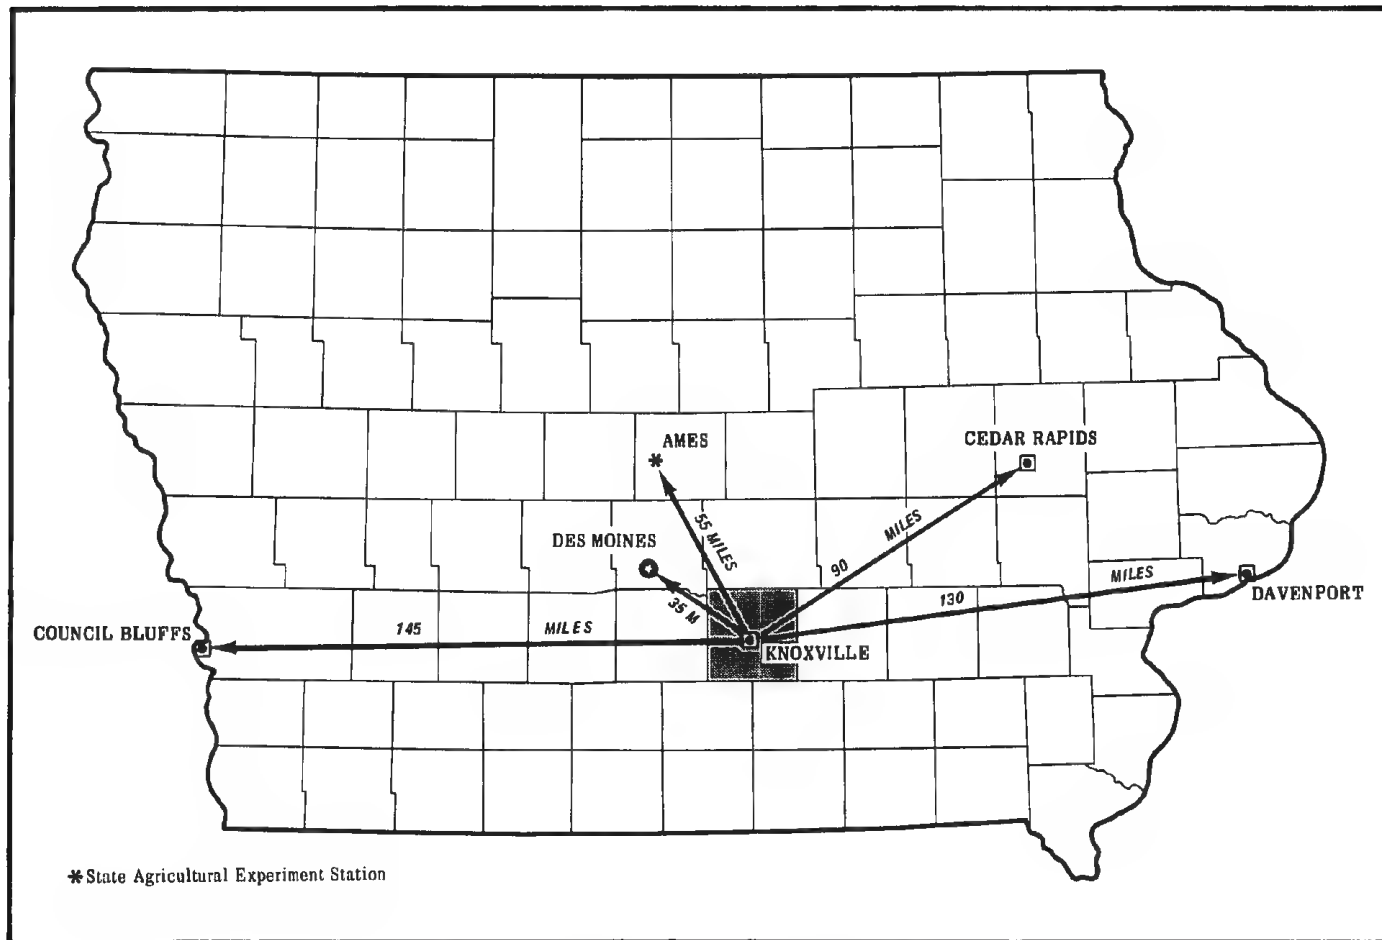 AMES
CEDAR RAPIDS
55 MILES
90 MILES
DES MOINES
35 M
130 MILES
DAVENPORT
COUNCIL BLUFFS
145 MILES
KNOXVILLE
*State Agricultural Experiment Station